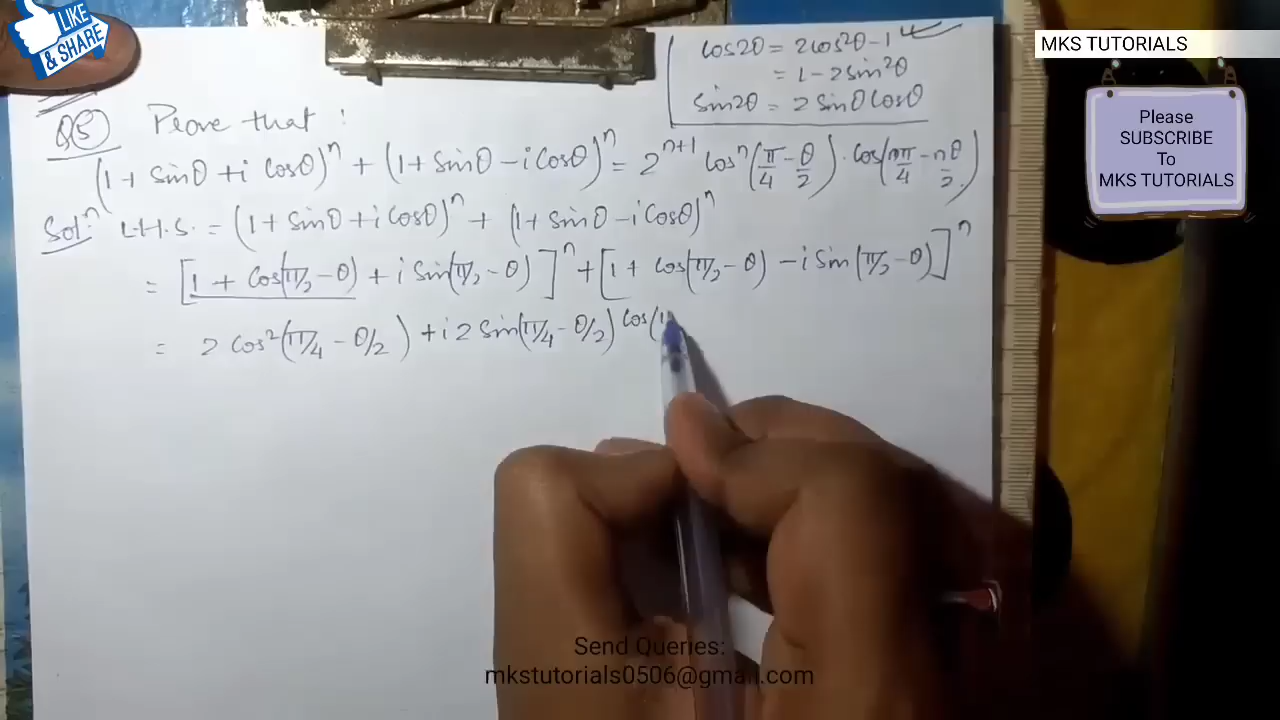 LIKE
& SHARE
cos2θ = 2cos²θ-1
= 1-2sin²θ
sin2θ = 2 sinθ cosθ
MKS TUTORIALS
Please
SUBSCRIBE
To
MKS TUTORIALS
Q5 Prove that :
(1+ sinθ +i cosθ)ⁿ + (1+ sinθ -i cosθ)ⁿ = 2ⁿ⁺¹ cosⁿ(π/4 - θ/2) . cos(nπ/4 - nθ/2)
Solⁿ: L.H.S. = (1+ sinθ +i cosθ)ⁿ + (1+ sinθ -i cosθ)ⁿ
= [1 + cos(π/2 - θ) + i sin(π/2 - θ)]ⁿ + [1 + cos(π/2 - θ) - i sin(π/2 - θ)]ⁿ
= 2 cos²(π/4 - θ/2) + i 2 sin(π/4 - θ/2) cos(
Send Queries:
mkstutorials0506@gmail.com